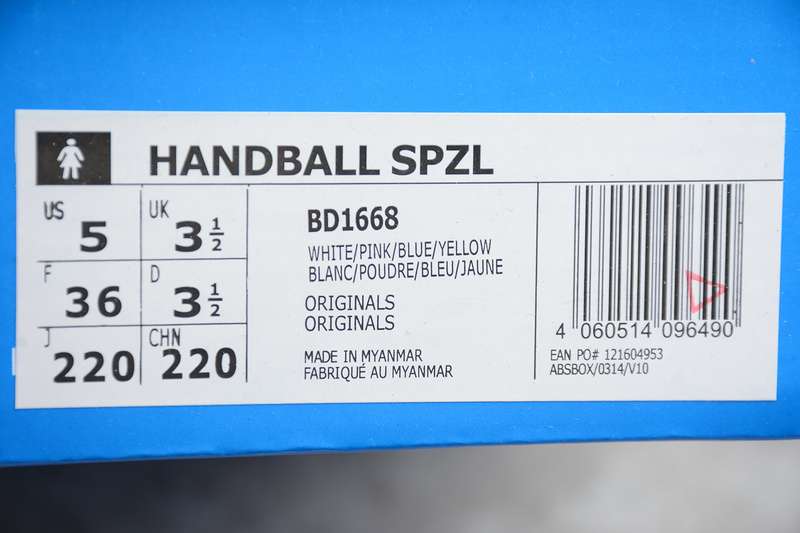 HANDBALL SPZL
US 5 UK 3 1/2
F 36 D 3 1/2
J 220 CHN 220
BD1668
WHITE/PINK/BLUE/YELLOW
BLANC/POUDRE/BLEU/JAUNE
ORIGINALS
ORIGINALS
MADE IN MYANMAR
FABRIQUÉ AU MYANMAR
4 060514 096490
EAN PO# 121604953
ABSBOX/0314/V10